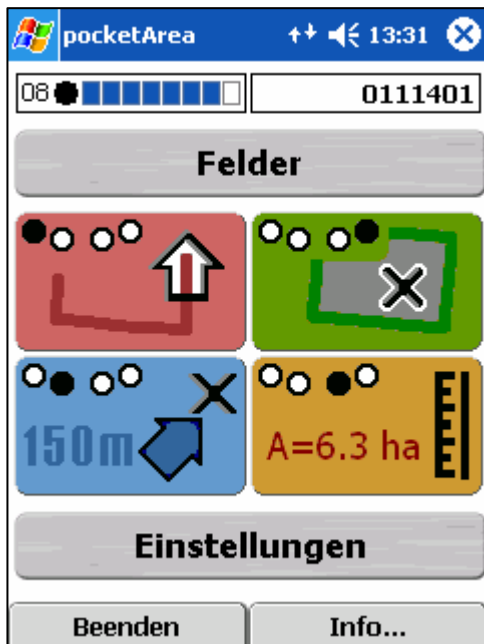 pocketArea 13:31
08 0111401
Felder
150m A=6.3 ha
Einstellungen
Beenden Info...